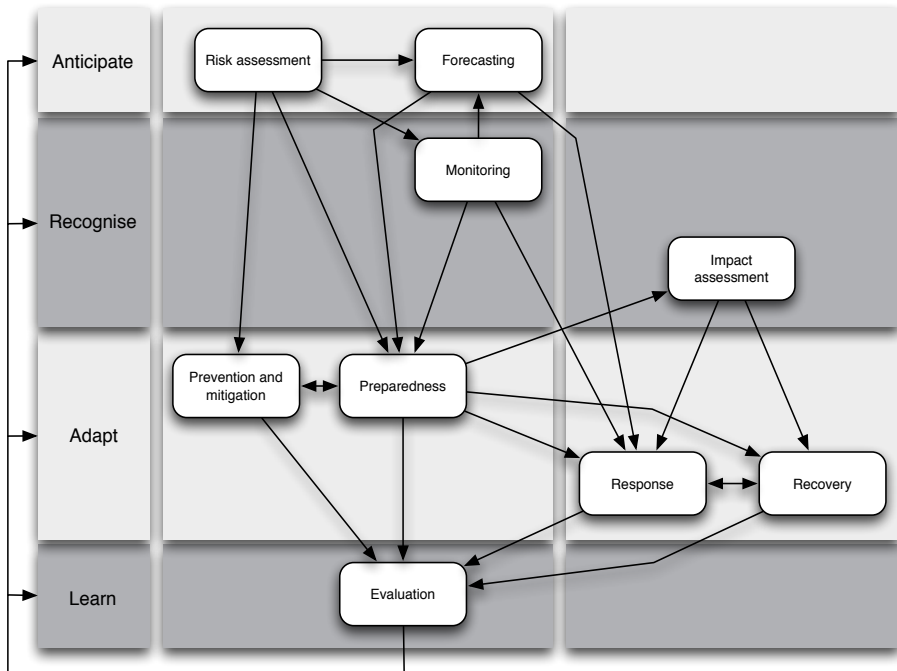 Anticipate
Risk assessment
Forecasting
Recognise
Monitoring
Impact
assessment
Adapt
Prevention and
mitigation
Preparedness
Response
Recovery
Learn
Evaluation